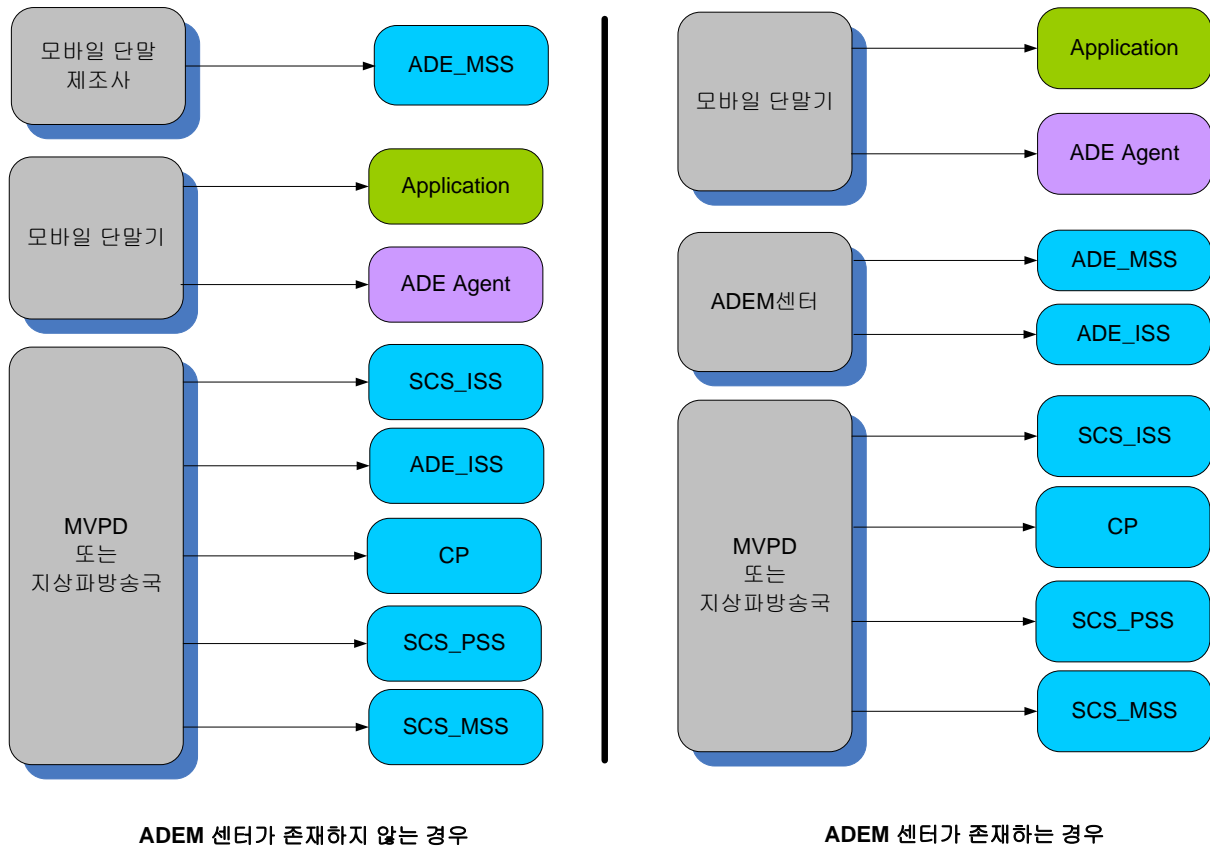 모바일 단말
제조사
ADE_MSS
모바일 단말기
Application
ADE Agent
MVPD
또는
지상파방송국
SCS_ISS
ADE_ISS
CP
SCS_PSS
SCS_MSS
ADEM 센터가 존재하지 않는 경우
모바일 단말기
Application
ADE Agent
ADEM센터
ADE_MSS
ADE_ISS
MVPD
또는
지상파방송국
SCS_ISS
CP
SCS_PSS
SCS_MSS
ADEM 센터가 존재하는 경우